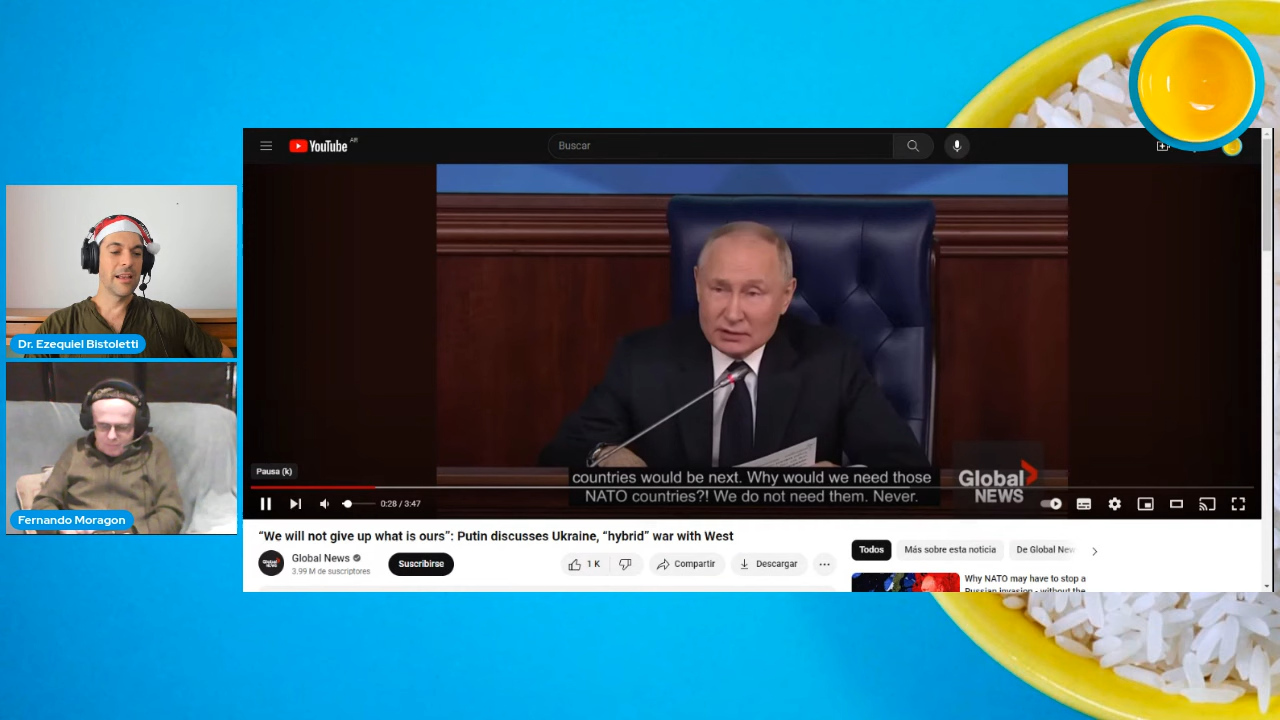 YouTube AR
Buscar
Dr. Ezequiel Bistoletti
Fernando Moragon
Pausa (k)
countries would be next. Why would we need those
NATO countries?! We do not need them. Never.
Global
NEWS
0:28 / 3:47
“We will not give up what is ours”: Putin discusses Ukraine, “hybrid” war with West
Global News
3.99 M de suscriptores
Suscribirse
1 K
Compartir
Descargar
Todos
Más sobre esta noticia
De Global New
Why NATO may have to stop a
Russian invasion - without the